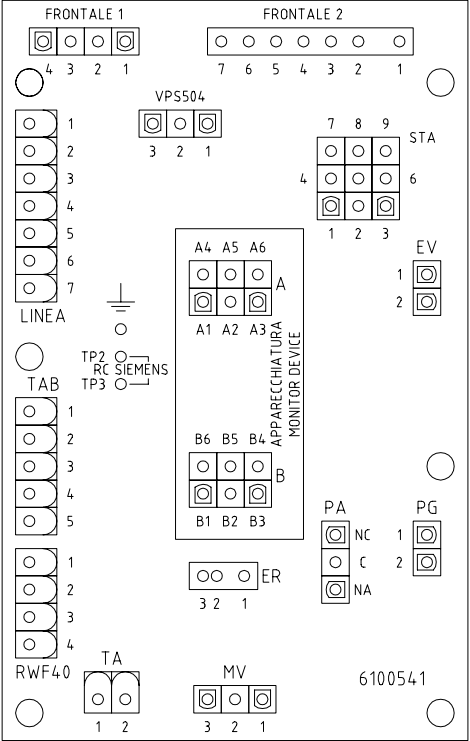 FRONTALE 1
FRONTALE 2
4 3 2 1
7 6 5 4 3 2 1
VPS504
3 2 1
1
2
3
4
5
6
7
LINEA
7 8 9
STA
4 6
1 2 3
EV
1
2
A4 A5 A6
A
A1 A2 A3
APPARECCHIATURA
MONITOR DEVICE
TP2
RC SIEMENS
TP3
TAB
1
2
3
4
5
B6 B5 B4
B
B1 B2 B3
PA
NC
C
NA
PG
1
2
ER
3 2 1
1
2
3
4
RWF40
TA
1 2
MV
3 2 1
6100541